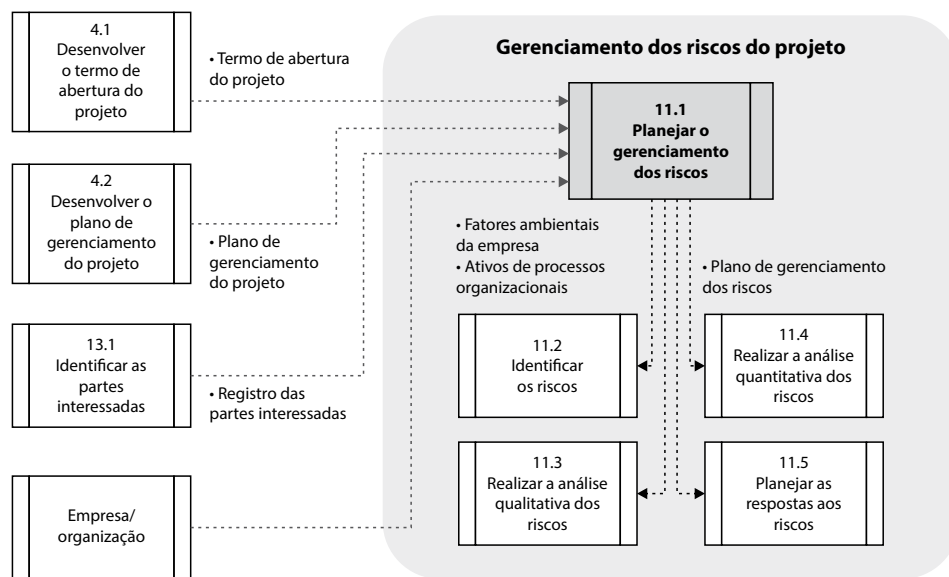 4.1
Desenvolver
o termo de
abertura do
projeto
• Termo de abertura
do projeto
4.2
Desenvolver o
plano de
gerenciamento
do projeto
• Plano de
gerenciamento
do projeto
13.1
Identificar as
partes
interessadas
• Registro das
partes interessadas
Empresa/
organização
Gerenciamento dos riscos do projeto
11.1
Planejar o
gerenciamento
dos riscos
• Fatores ambientais
da empresa
• Ativos de processos
organizacionais
• Plano de gerenciamento
dos riscos
11.2
Identificar
os riscos
11.4
Realizar a análise
quantitativa dos
riscos
11.3
Realizar a análise
qualitativa dos
riscos
11.5
Planejar as
respostas aos
riscos